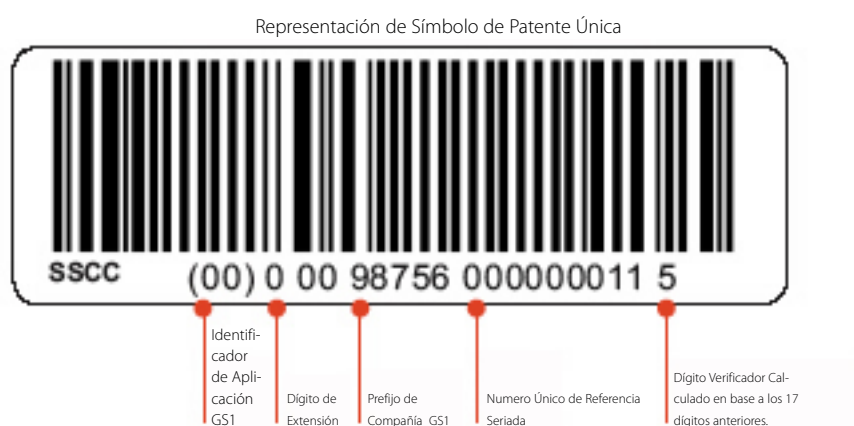 Representación de Símbolo de Patente Única
SSCC (00) 0 00 98756 000000011 5
Identifi-
cador
de Apli-
cación
GS1
Dígito de
Extensión
Prefijo de
Compañía GS1
Numero Único de Referencia
Seriada
Dígito Verificador Cal-
culado en base a los 17
dígitos anteriores.